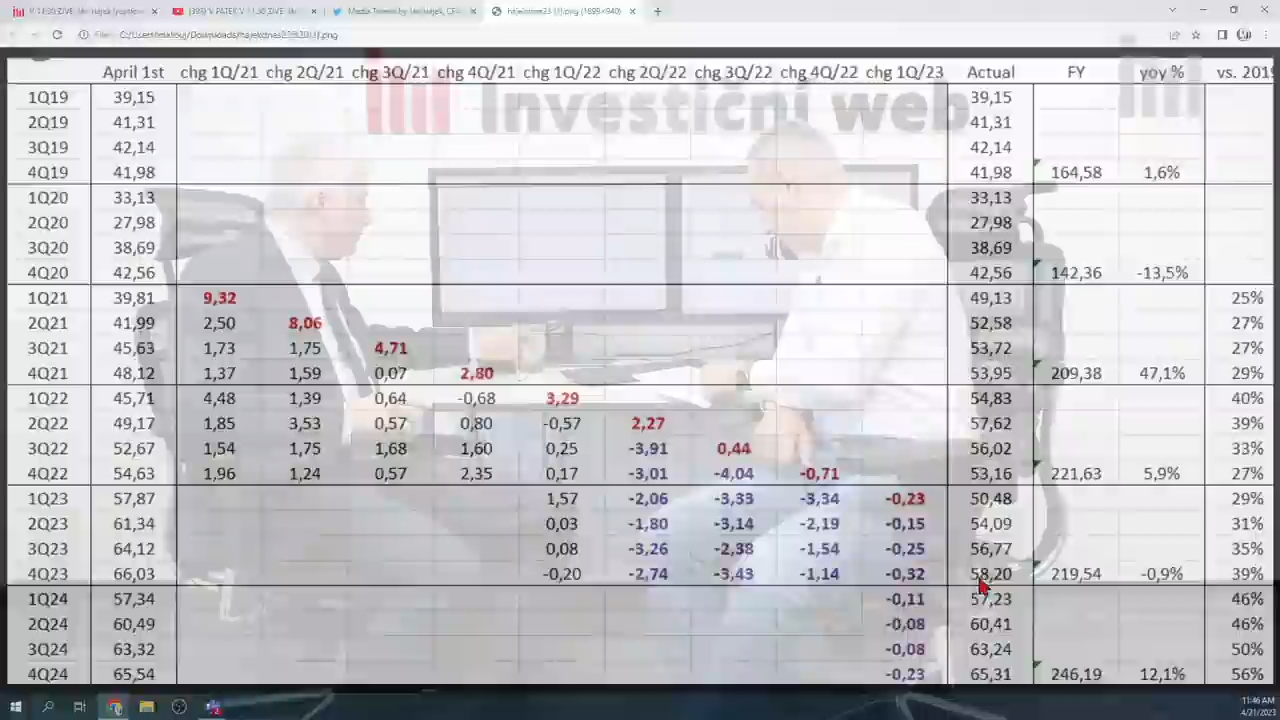 April 1st chg 1Q/21 chg 2Q/21 chg 3Q/21 chg 4Q/21 chg 1Q/22 chg 2Q/22 chg 3Q/22 chg 4Q/22 chg 1Q/23 Actual FY yoy % vs. 2019
1Q19 39,15 39,15
2Q19 41,31 41,31
3Q19 42,14 42,14
4Q19 41,98 41,98 164,58 1,6%
1Q20 33,13 33,13
2Q20 27,98 27,98
3Q20 38,69 38,69
4Q20 42,56 42,56 142,36 -13,5%
1Q21 39,81 9,32 49,13 25%
2Q21 41,99 2,50 8,06 52,58 27%
3Q21 45,63 1,73 1,75 4,71 53,72 27%
4Q21 48,12 1,37 1,59 0,07 2,80 53,95 209,38 47,1% 29%
1Q22 45,71 4,48 1,39 0,64 -0,68 3,29 54,83 40%
2Q22 49,17 1,85 3,53 0,57 0,80 -0,57 2,27 57,62 39%
3Q22 52,67 1,54 1,75 1,68 1,60 0,25 -3,91 0,44 56,02 33%
4Q22 54,63 1,96 1,24 0,57 2,35 0,17 -3,01 -4,04 -0,71 53,16 221,63 5,9% 27%
1Q23 57,87 1,57 -2,06 -3,33 -3,34 -0,23 50,48 29%
2Q23 61,34 0,03 -1,80 -3,14 -2,19 -0,15 54,09 31%
3Q23 64,12 0,08 -3,26 -2,38 -1,54 -0,25 56,77 35%
4Q23 66,03 -0,20 -2,74 -3,43 -1,14 -0,32 58,20 219,54 -0,9% 39%
1Q24 57,34 -0,11 57,23 46%
2Q24 60,49 -0,08 60,41 46%
3Q24 63,32 -0,08 63,24 50%
4Q24 65,54 -0,23 65,31 246,19 12,1% 56%
Investiční web
11:46 AM
4/21/2023